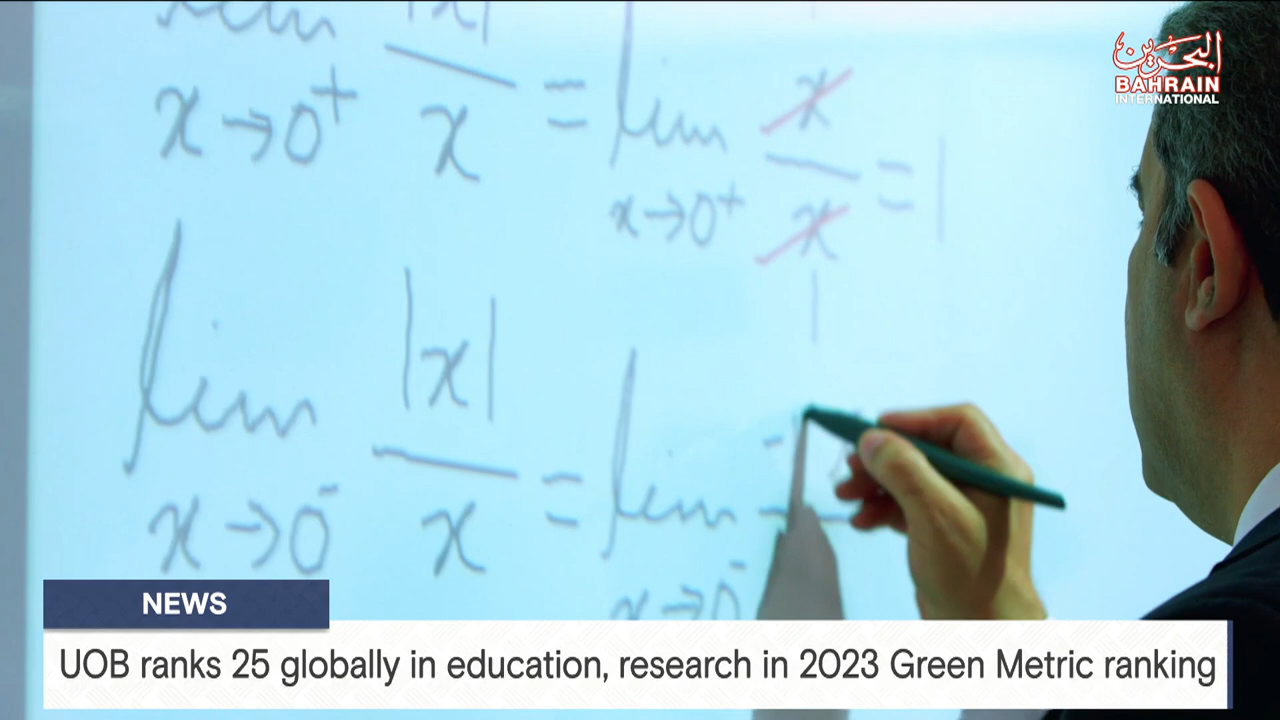 lim |x|
x→0⁺ x = lim x
x→0⁺ x = 1
lim |x|
x→0⁻ x = lim -
x→0⁻
البحرين
BAHRAIN
INTERNATIONAL
NEWS
UOB ranks 25 globally in education, research in 2023 Green Metric ranking